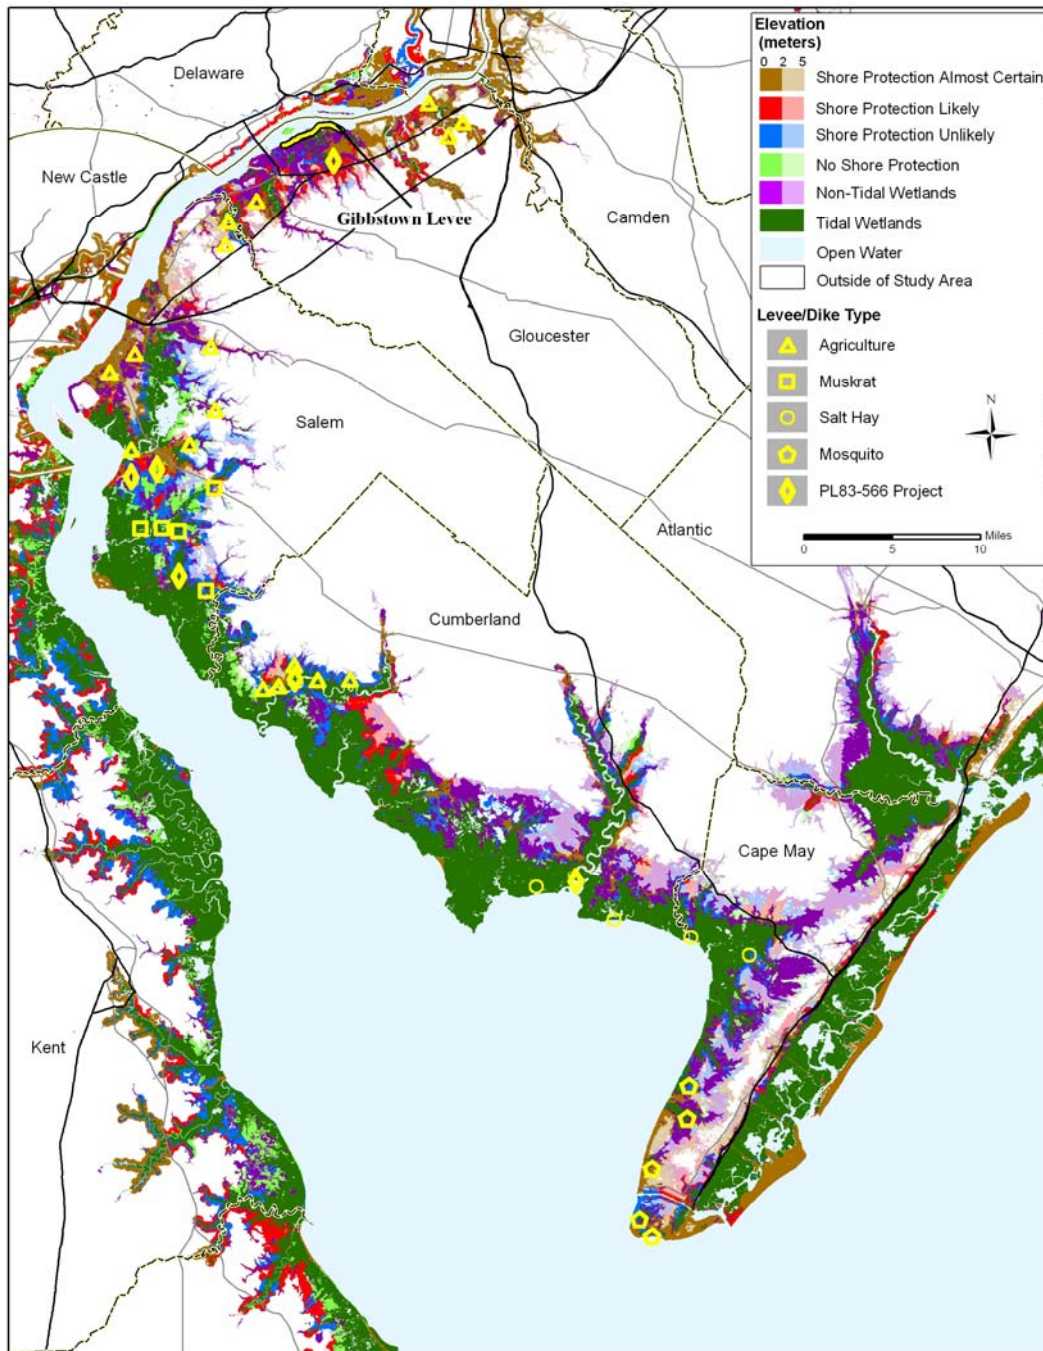 Elevation
(meters)
0 2 5
Shore Protection Almost Certain
Shore Protection Likely
Shore Protection Unlikely
No Shore Protection
Non-Tidal Wetlands
Tidal Wetlands
Open Water
Outside of Study Area
Levee/Dike Type
Agriculture
Muskrat
Salt Hay
Mosquito
PL83-566 Project
N
Miles
0 5 10
Delaware
New Castle
Gibbstown Levee
Camden
Gloucester
Salem
Atlantic
Cumberland
Cape May
Kent